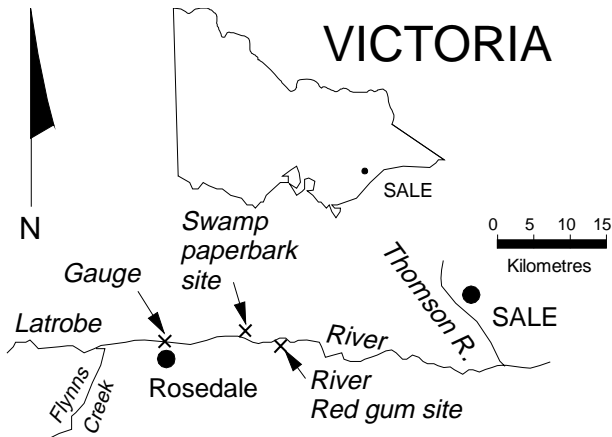 VICTORIA
SALE
N
Swamp
paperbark
site
0 5 10 15
Kilometres
Gauge
Thomson R.
SALE
Latrobe
River
Rosedale
River
Red gum site
Flynns
Creek